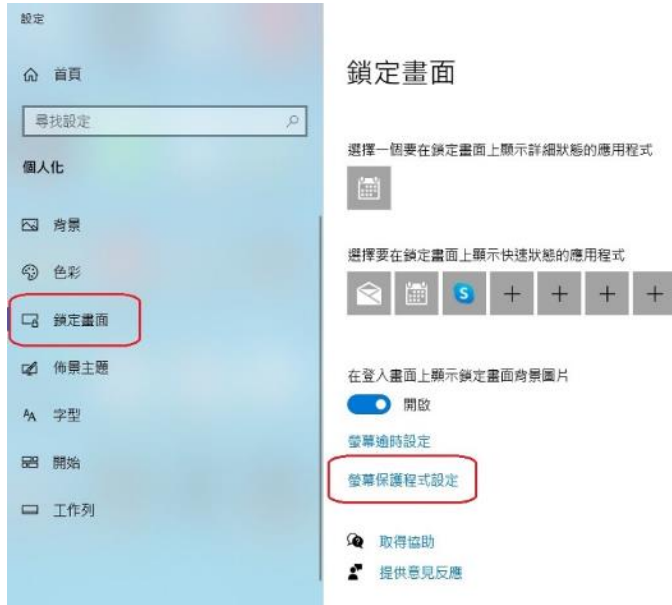 設定
首頁
尋找設定
個人化
背景
色彩
鎖定畫面
佈景主題
字型
開始
工作列
鎖定畫面
選擇一個要在鎖定畫面上顯示詳細狀態的應用程式
選擇要在鎖定畫面上顯示快速狀態的應用程式
在登入畫面上顯示鎖定畫面背景圖片
開啟
螢幕逾時設定
螢幕保護程式設定
取得協助
提供意見反應